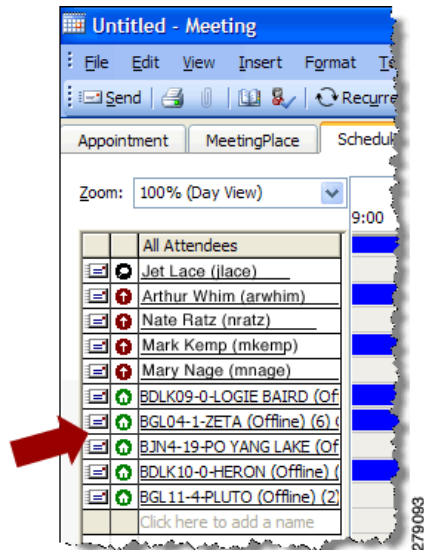 Untitled - Meeting
File Edit View Insert Format
Send Recurre
Appointment MeetingPlace Schedul
Zoom: 100% (Day View)
9:00
All Attendees
Jet Lace (jlace)
Arthur Whim (arwhim)
Nate Ratz (nratz)
Mark Kemp (mkemp)
Mary Nage (mnage)
BDLK09-0-LOGIE BAIRD (Of
BGL04-1-ZETA (Offline) (6) (
BJN4-19-PO YANG LAKE (Of
BDLK10-0-HERON (Offline) (
BGL11-4-PLUTO (Offline) (2)
Click here to add a name
279093